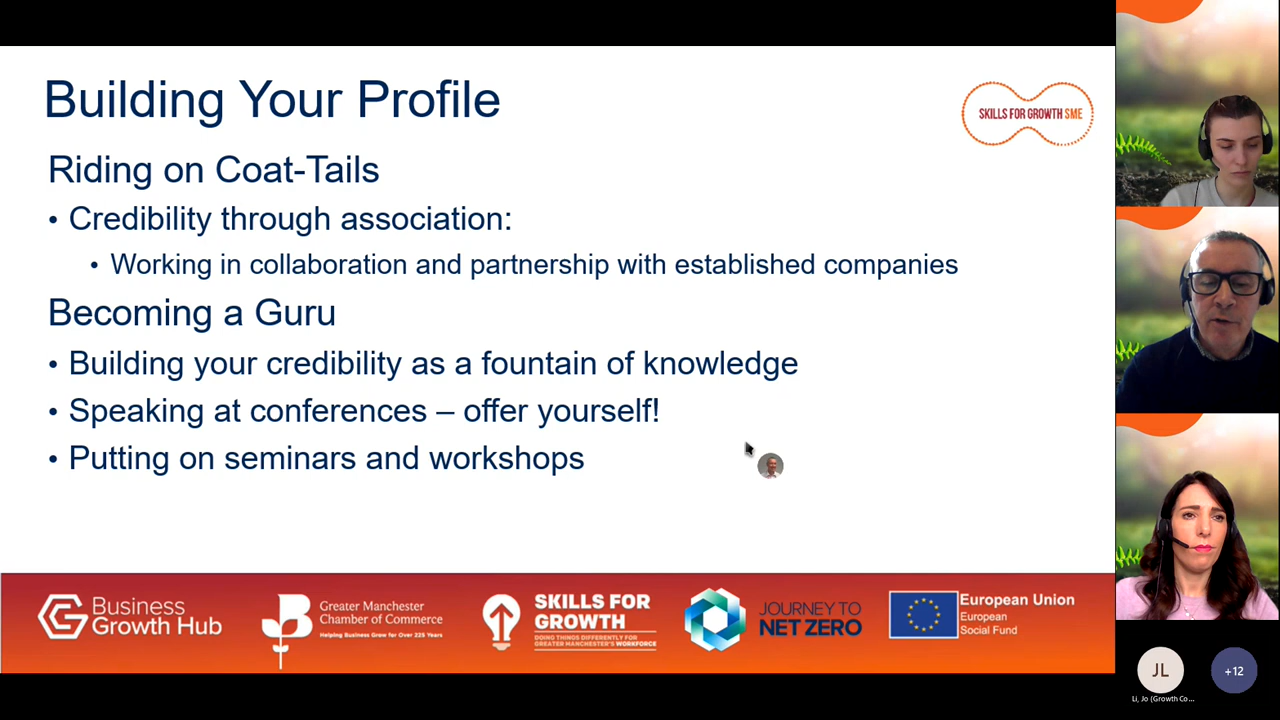 Building Your Profile
SKILLS FOR GROWTH SME
Riding on Coat-Tails
• Credibility through association:
• Working in collaboration and partnership with established companies
Becoming a Guru
• Building your credibility as a fountain of knowledge
• Speaking at conferences – offer yourself!
• Putting on seminars and workshops
Business
Growth Hub
Greater Manchester
Chamber of Commerce
Helping Business Grow for Over 225 Years
SKILLS FOR
GROWTH
DOING THINGS DIFFERENTLY FOR
GREATER MANCHESTER'S WORKFORCE
JOURNEY TO
NET ZERO
European Union
European
Social Fund
JL
+12
Li, Jo (Growth Co...